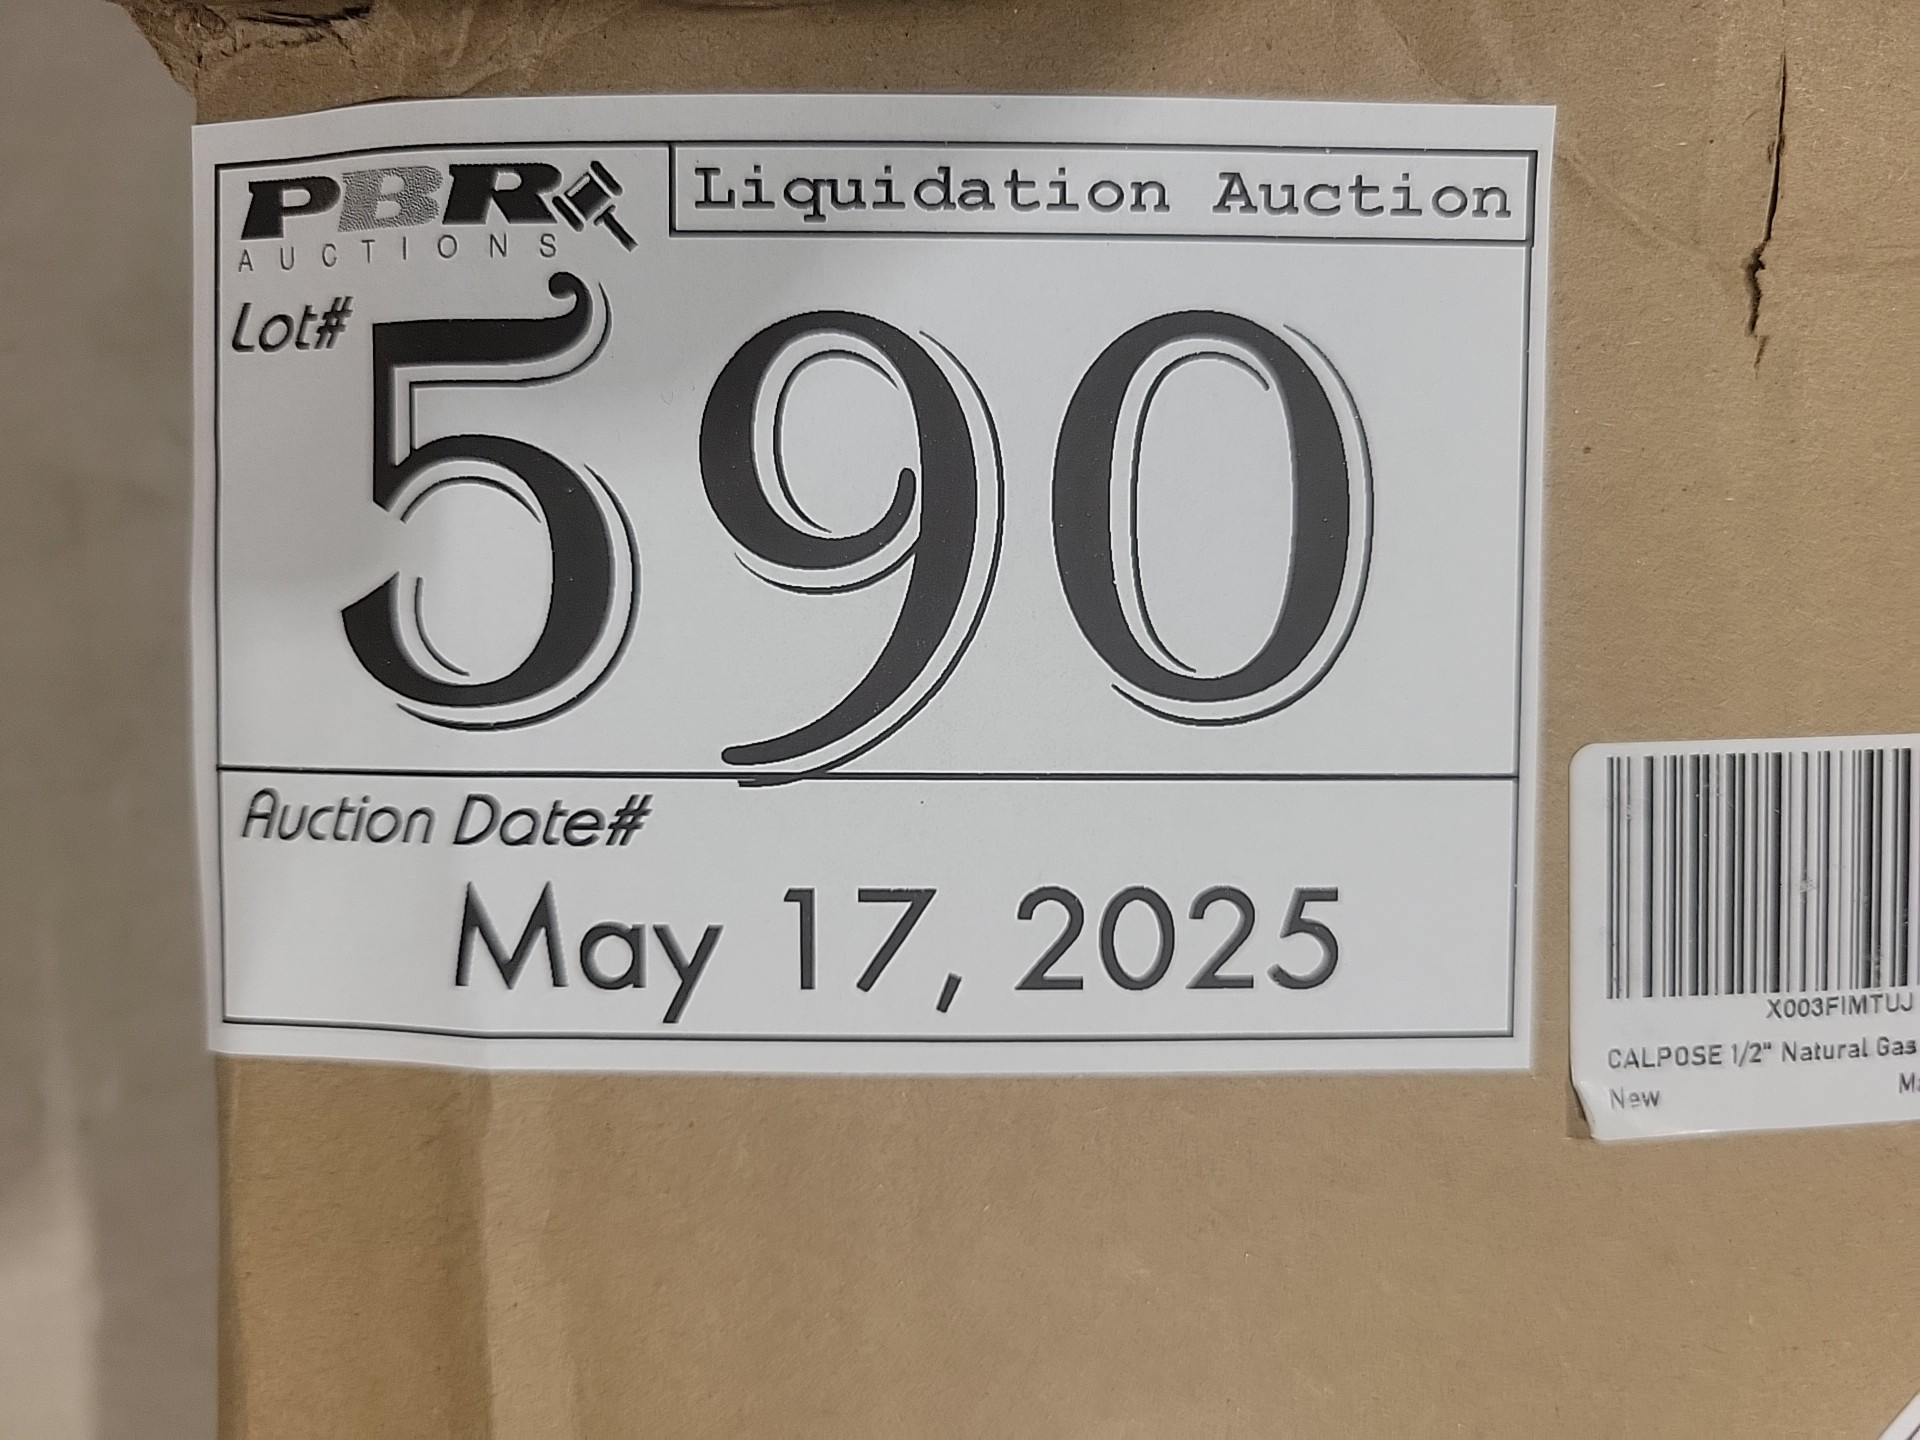 PBR
AUCTIONS
Liquidation Auction
Lot#
590
Auction Date#
May 17, 2025
X003FIMTUJ
CALPOSE 1/2" Natural Gas
New